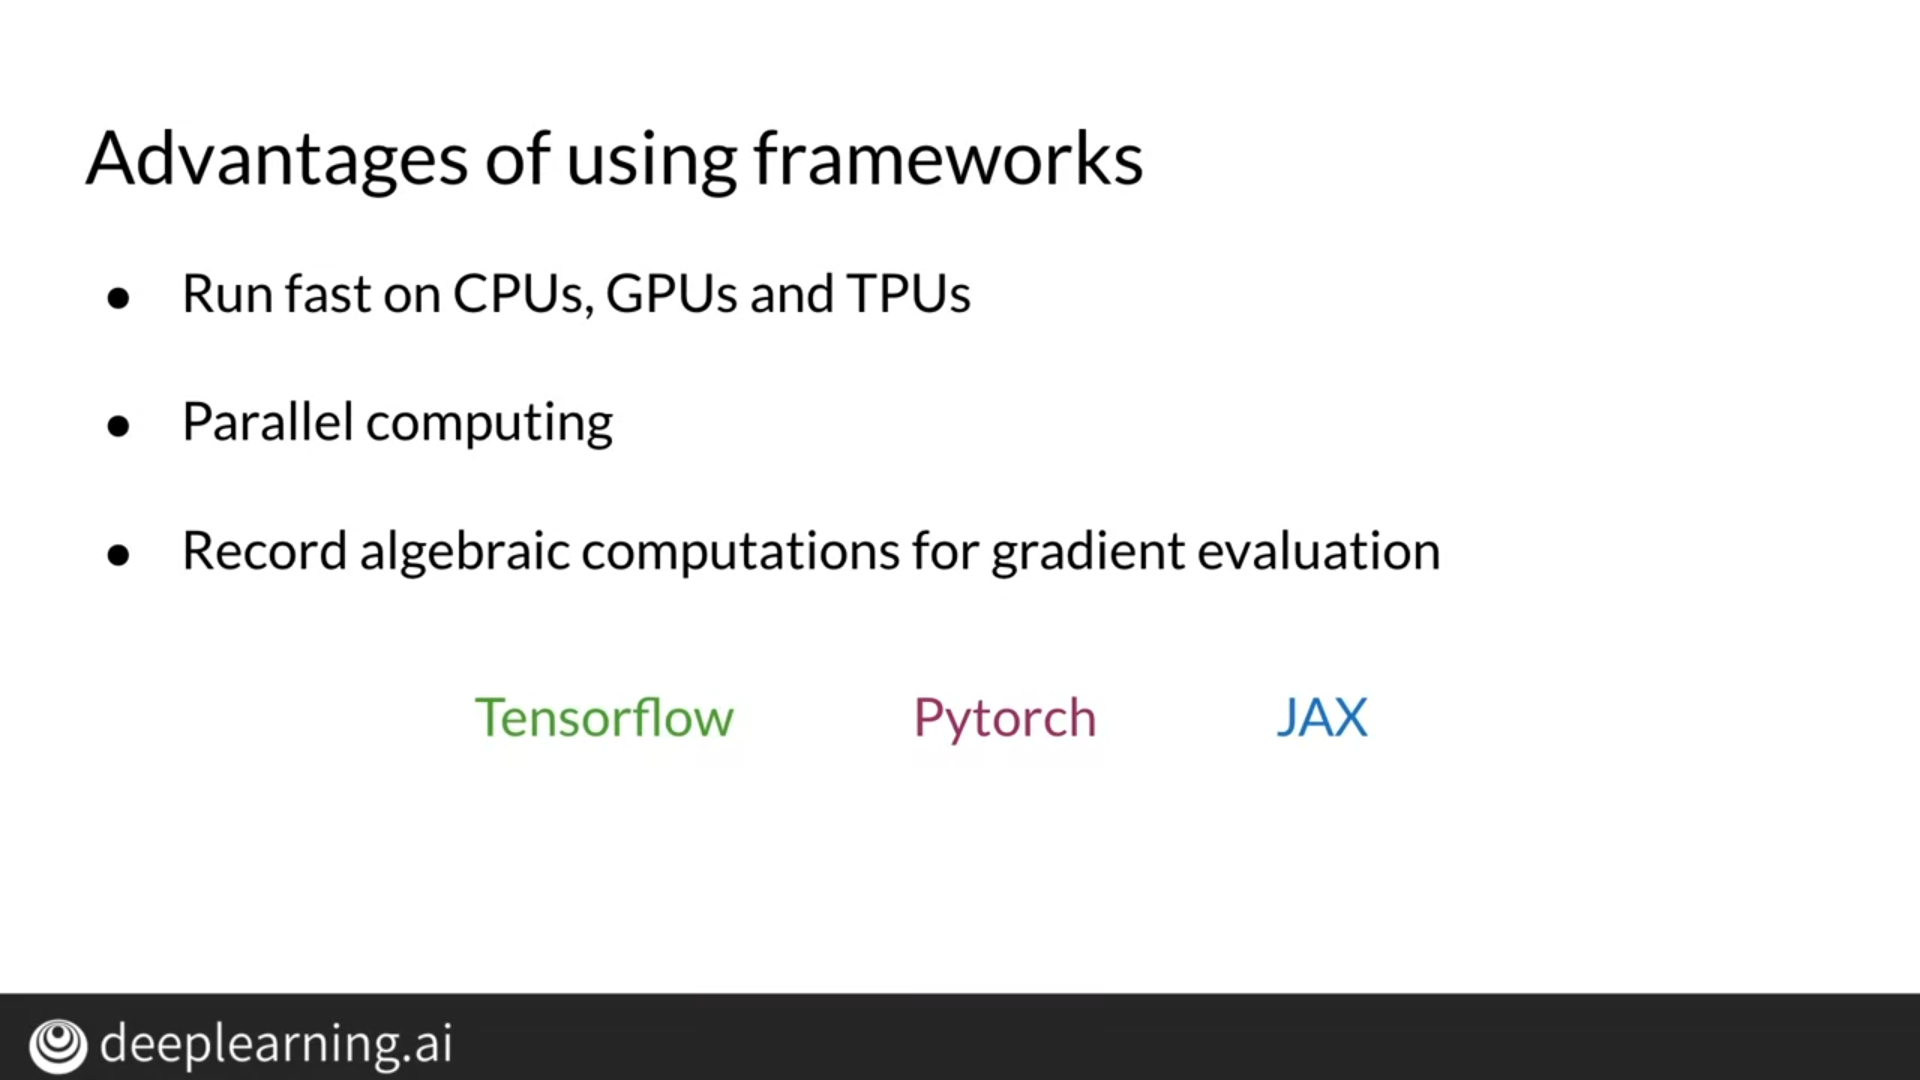 Advantages of using frameworks
● Run fast on CPUs, GPUs and TPUs
● Parallel computing
● Record algebraic computations for gradient evaluation
Tensorflow Pytorch JAX
deeplearning.ai